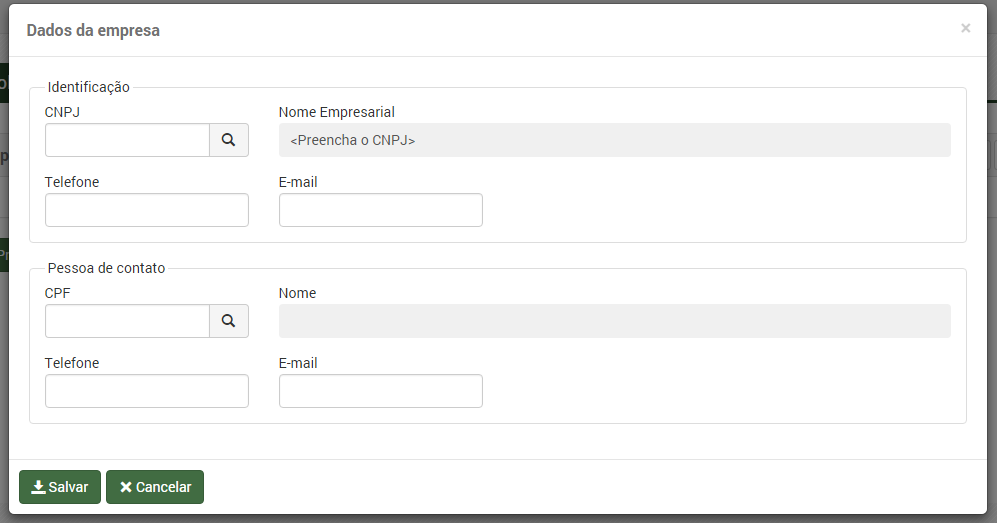 Dados da empresa
×
Identificação
CNPJ
Nome Empresarial
<Preencha o CNPJ>
Telefone
E-mail
Pessoa de contato
CPF
Nome
Telefone
E-mail
Salvar
Cancelar